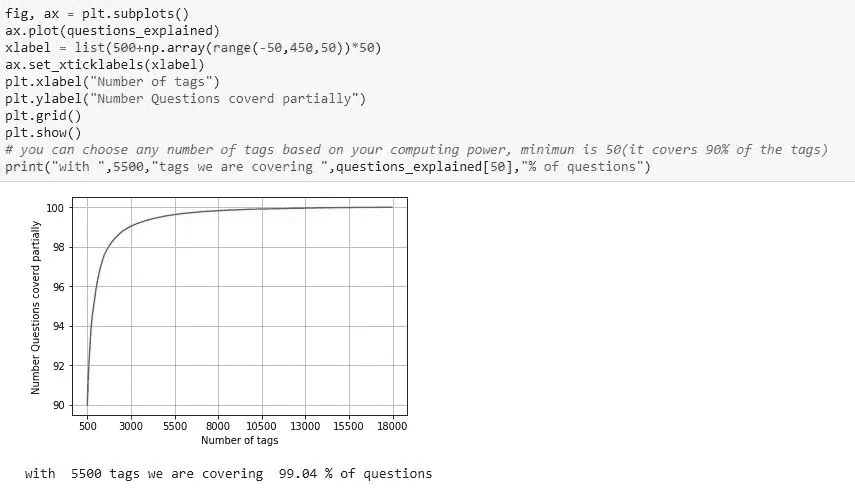 fig, ax = plt.subplots()
ax.plot(questions_explained)
xlabel = list(500+np.array(range(-50,450,50))*50)
ax.set_xticklabels(xlabel)
plt.xlabel("Number of tags")
plt.ylabel("Number Questions coverd partially")
plt.grid()
plt.show()
# you can choose any number of tags based on your computing power, minimun is 50(it covers 90% of the tags)
print("with ",5500,"tags we are covering ",questions_explained[50],"% of questions")
100
98
96
94
92
90
Number Questions coverd partially
500 3000 5500 8000 10500 13000 15500 18000
Number of tags
with  5500 tags we are covering  99.04 % of questions